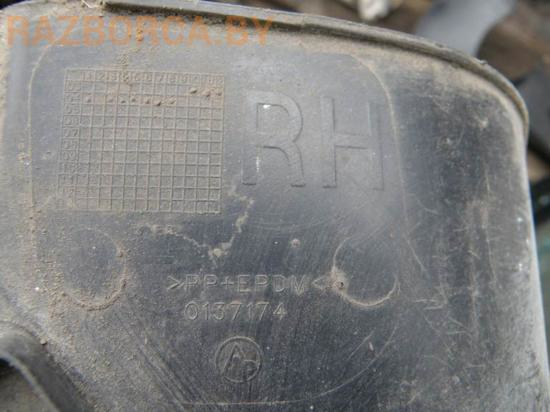 RAZBORCA.BY
RH
>PP+EPDM<
0137174